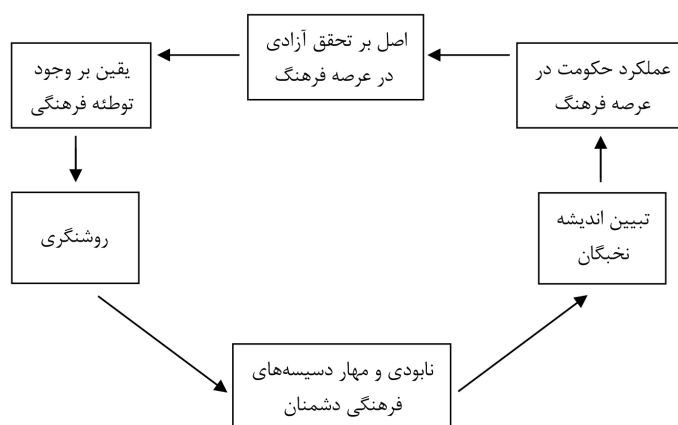 اصل بر تحقق آزادی
در عرصه فرهنگ
عملکرد حکومت در
عرصه فرهنگ
یقین بر وجود
توطئه فرهنگی
تبیین اندیشه
نخبگان
روشنگری
نابودی و مهار دسیسه‌های
فرهنگی دشمنان